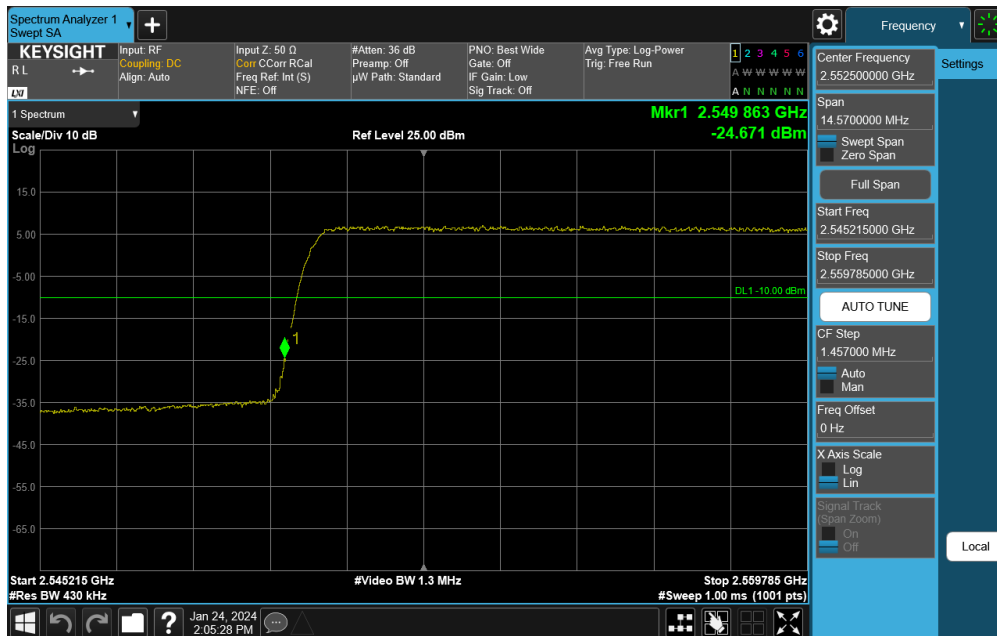 Spectrum Analyzer 1
Swept SA
+
Frequency
KEYSIGHT
R L
LXI
Input: RF
Coupling: DC
Align: Auto
Input Z: 50 Ω
Corr CCorr RCal
Freq Ref: Int (S)
NFE: Off
#Atten: 36 dB
Preamp: Off
µW Path: Standard
PNO: Best Wide
Gate: Off
IF Gain: Low
Sig Track: Off
Avg Type: Log-Power
Trig: Free Run
1 2 3 4 5 6
A W W W W W
A N N N N N
Settings
1 Spectrum
Scale/Div 10 dB
Log
Ref Level 25.00 dBm
Mkr1 2.549 863 GHz
-24.671 dBm
15.0
5.00
-5.00
-15.0
-25.0
-35.0
-45.0
-55.0
-65.0
DL1 -10.00 dBm
1
Start 2.545215 GHz
#Res BW 430 kHz
#Video BW 1.3 MHz
Stop 2.559785 GHz
#Sweep 1.00 ms (1001 pts)
Center Frequency
2.552500000 GHz
Span
14.5700000 MHz
Swept Span
Zero Span
Full Span
Start Freq
2.545215000 GHz
Stop Freq
2.559785000 GHz
AUTO TUNE
CF Step
1.457000 MHz
Auto
Man
Freq Offset
0 Hz
X Axis Scale
Log
Lin
Signal Track
(Span Zoom)
On
Off
Local
?
Jan 24, 2024
2:05:28 PM